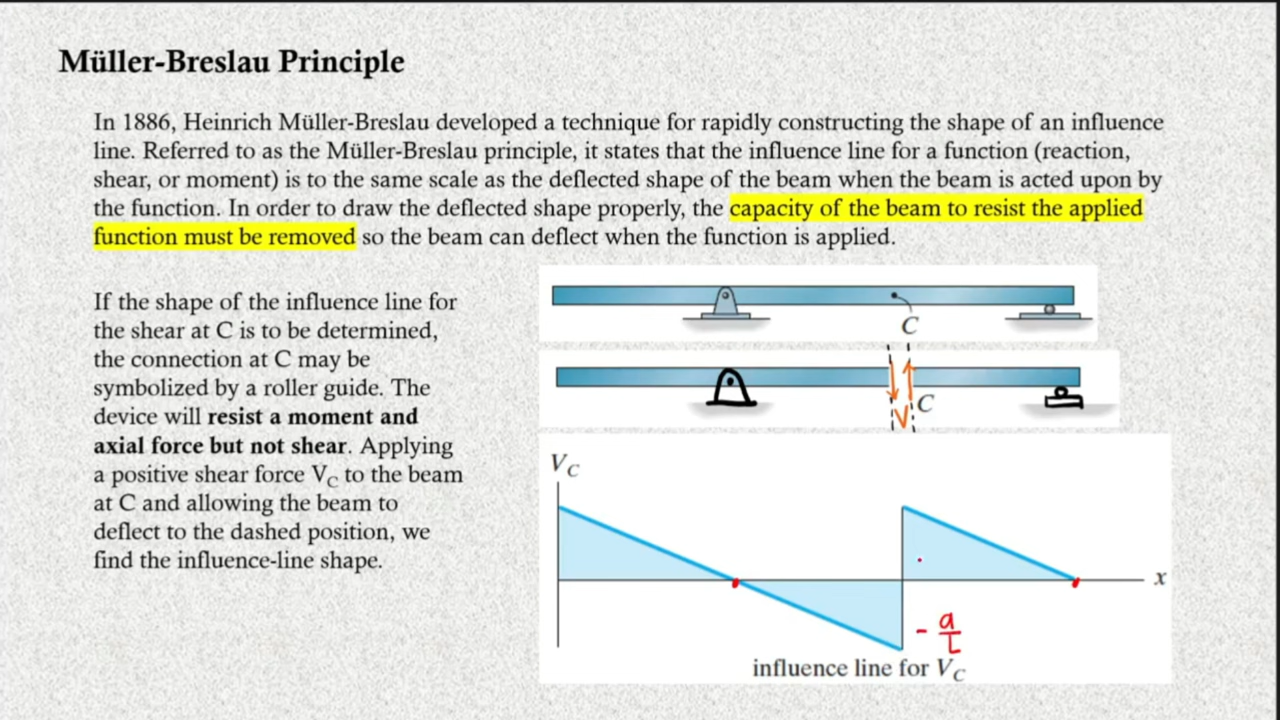 Müller-Breslau Principle
In 1886, Heinrich Müller-Breslau developed a technique for rapidly constructing the shape of an influence
line. Referred to as the Müller-Breslau principle, it states that the influence line for a function (reaction,
shear, or moment) is to the same scale as the deflected shape of the beam when the beam is acted upon by
the function. In order to draw the deflected shape properly, the capacity of the beam to resist the applied
function must be removed so the beam can deflect when the function is applied.
If the shape of the influence line for
the shear at C is to be determined,
the connection at C may be
symbolized by a roller guide. The
device will resist a moment and
axial force but not shear. Applying
a positive shear force VC to the beam
at C and allowing the beam to
deflect to the dashed position, we
find the influence-line shape.
C
V C
VC
x
- a/L
influence line for VC